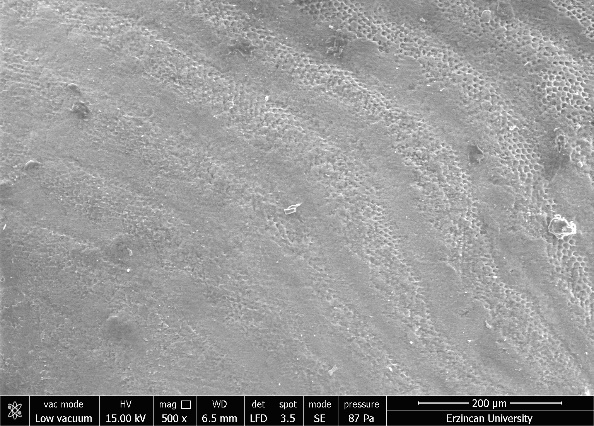 vac mode HV mag WD det spot mode pressure 200 µm
Low vacuum 15.00 kV 500 x 6.5 mm LFD 3.5 SE 87 Pa Erzincan University